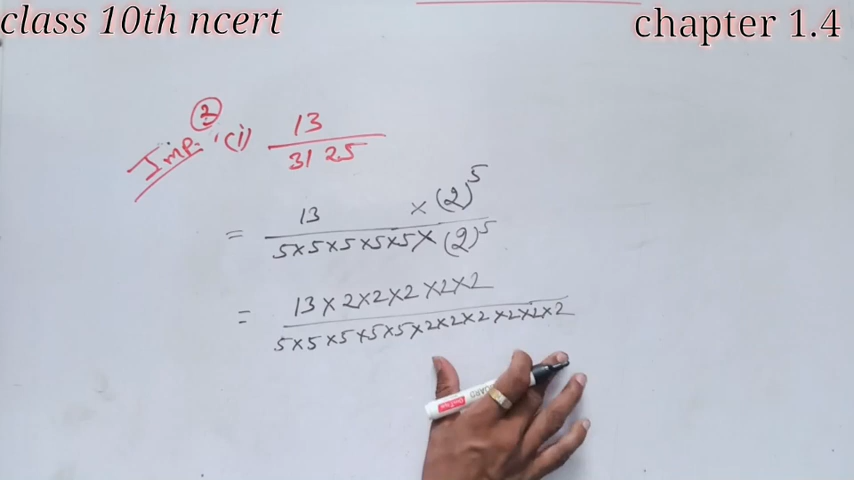 class 10th ncert
chapter 1.4
Imp. (3) (i) 13
3125
= 13 × (2)^5
5×5×5×5×5×(2)^5
= 13×2×2×2×2×2
5×5×5×5×5×2×2×2×2×2×2